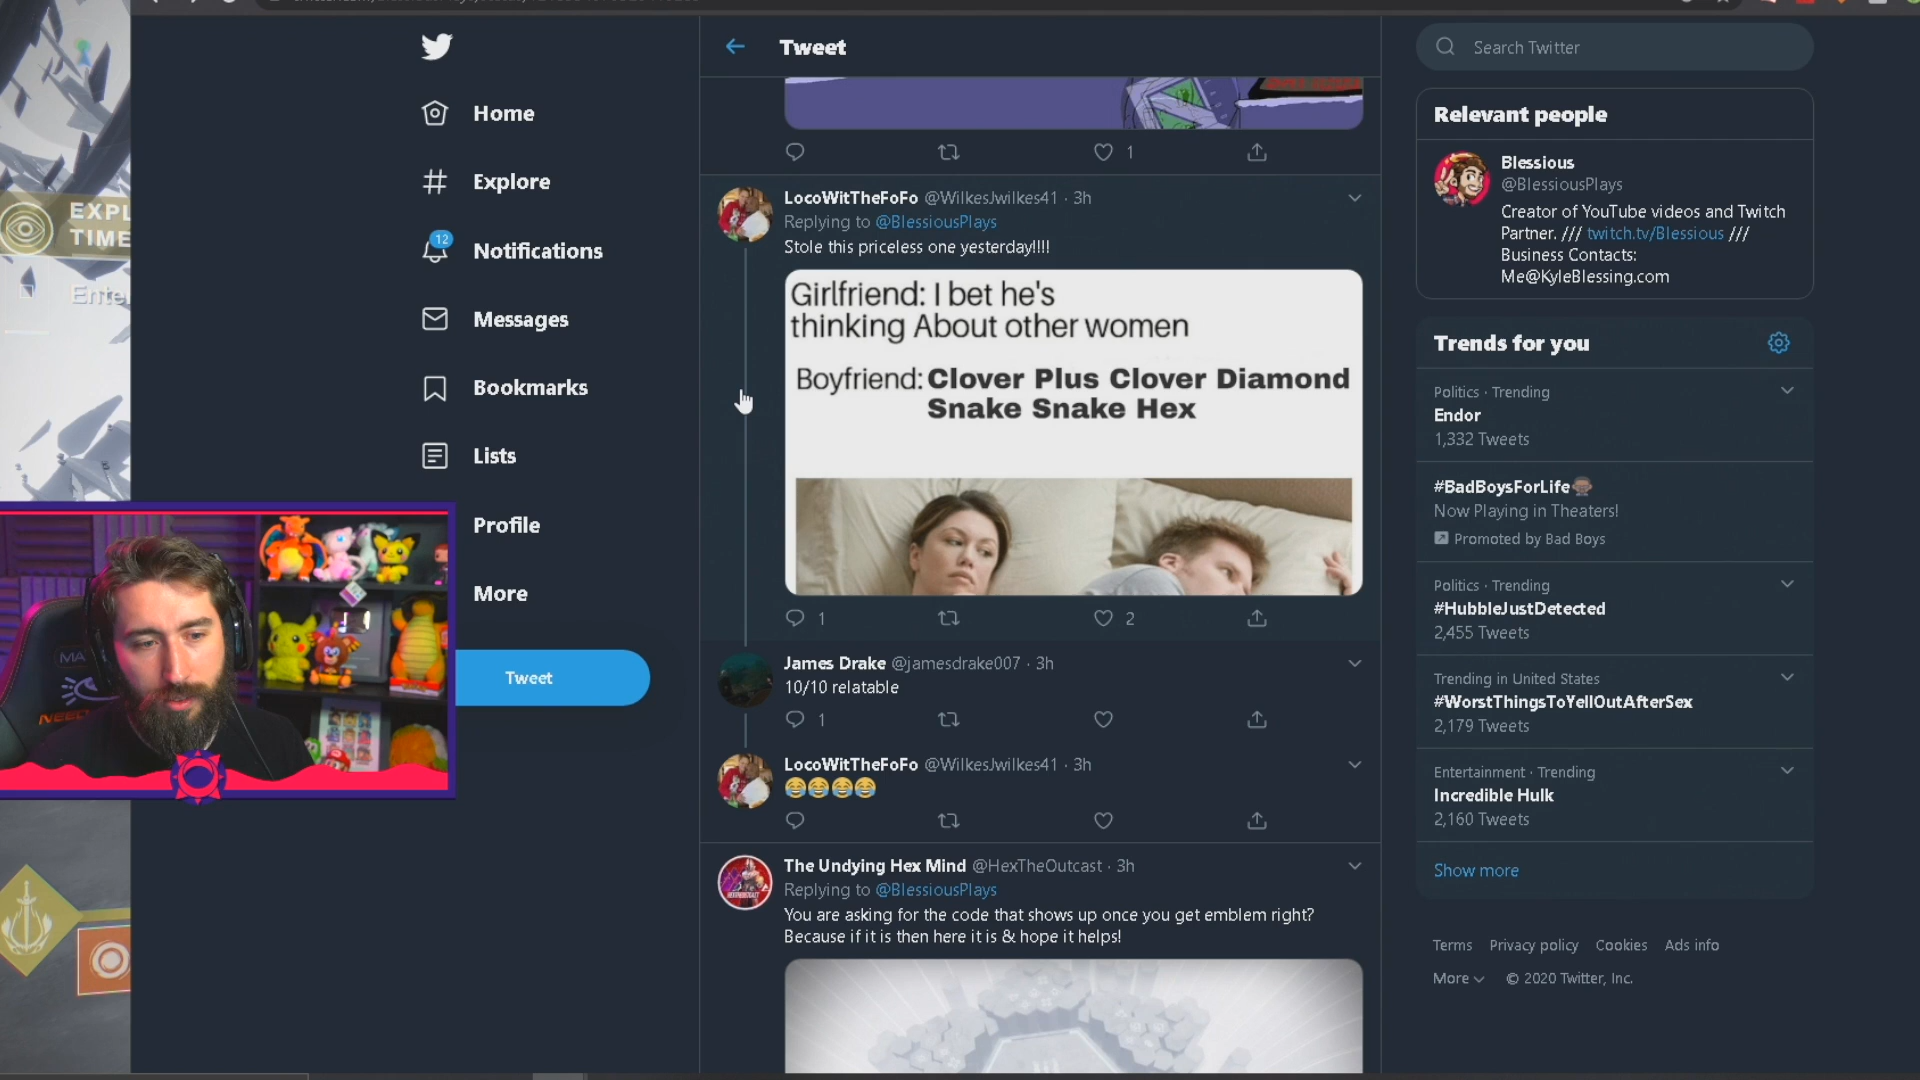 EXPL
TIME
Enter
Home
Explore
12
Notifications
Messages
Bookmarks
Lists
Profile
More
Tweet
Tweet
1
LocoWitTheFoFo @WilkesJwilkes41 · 3h
Replying to @BlessiousPlays
Stole this priceless one yesterday!!!!
Girlfriend: I bet he's
thinking About other women
Boyfriend: Clover Plus Clover Diamond
Snake Snake Hex
1 2
James Drake @jamesdrake007 · 3h
10/10 relatable
1
LocoWitTheFoFo @WilkesJwilkes41 · 3h
😂😂😂😂
The Undying Hex Mind @HexTheOutcast · 3h
Replying to @BlessiousPlays
You are asking for the code that shows up once you get emblem right?
Because if it is then here it is & hope it helps!
Search Twitter
Relevant people
Blessious
@BlessiousPlays
Creator of YouTube videos and Twitch
Partner. /// twitch.tv/Blessious ///
Business Contacts:
Me@KyleBlessing.com
Trends for you
Politics · Trending
Endor
1,332 Tweets
#BadBoysForLife
Now Playing in Theaters!
Promoted by Bad Boys
Politics · Trending
#HubbleJustDetected
2,455 Tweets
Trending in United States
#WorstThingsToYellOutAfterSex
2,179 Tweets
Entertainment · Trending
Incredible Hulk
2,160 Tweets
Show more
Terms Privacy policy Cookies Ads info
More © 2020 Twitter, Inc.